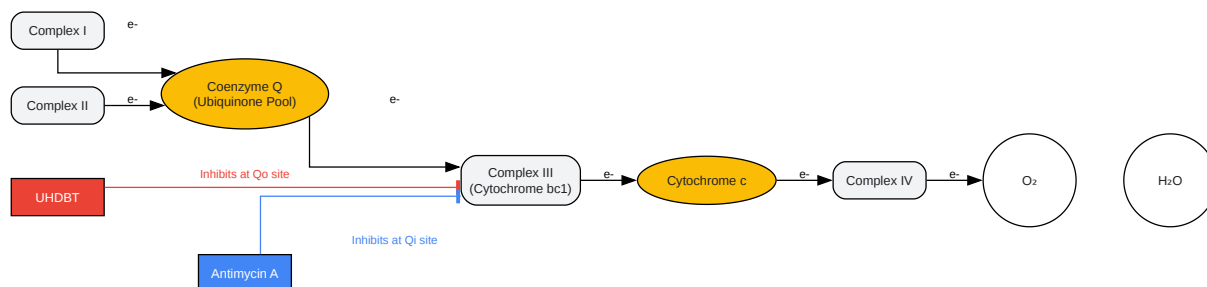 Complex I
e-
Coenzyme Q
(Ubiquinone Pool)
Complex II
e-
e-
Inhibits at Qo site
UHDBT
Complex III
(Cytochrome bc1)
e-
Cytochrome c
e-
Complex IV
e-
O₂
H₂O
Inhibits at Qi site
Antimycin A